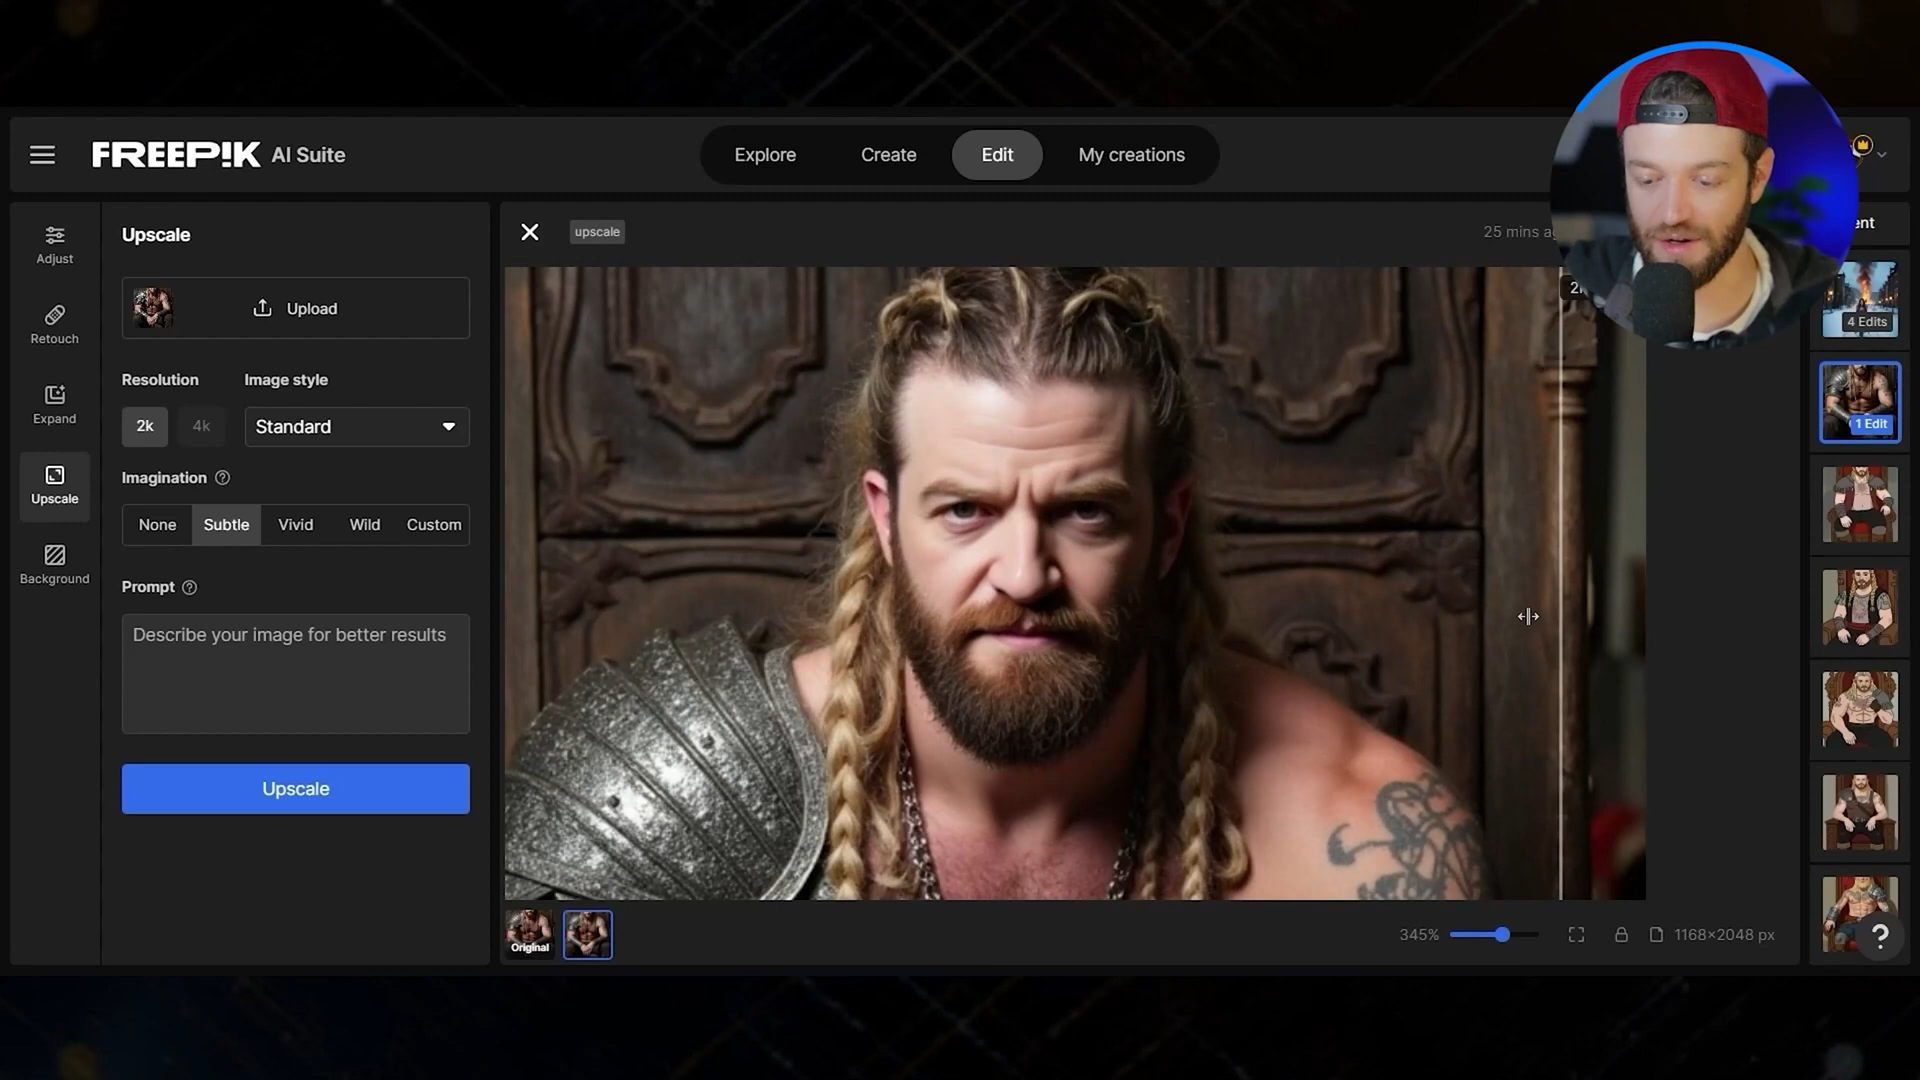 FREEP!K AI Suite
Explore
Create
Edit
My creations
Adjust
Retouch
Expand
Upscale
Background
Upscale
Upload
Resolution
Image style
2k
4k
Standard
Imagination
None
Subtle
Vivid
Wild
Custom
Prompt
Describe your image for better results
Upscale
upscale
25 mins
Original
345%
1168×2048 px
4 Edits
1 Edit
?